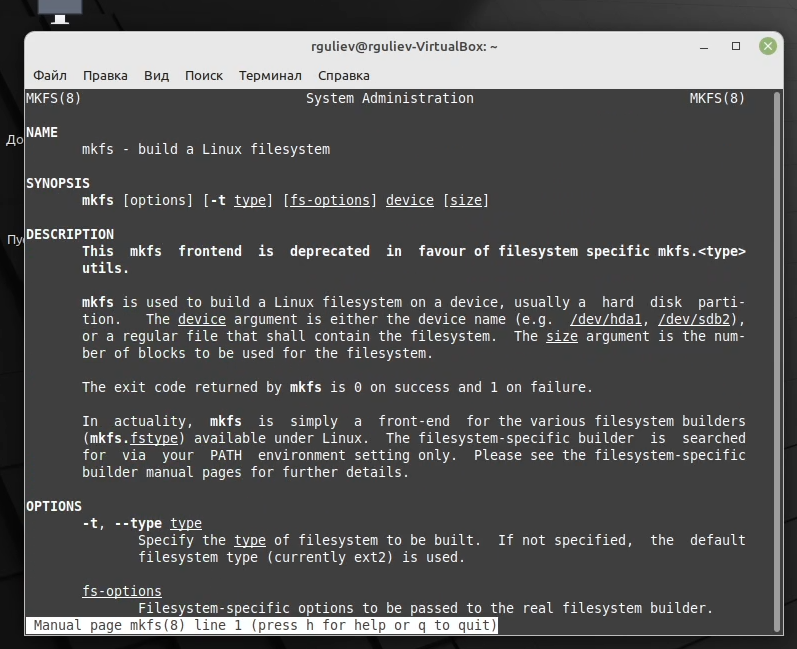 rguliev@rguliev-VirtualBox: ~
Файл Правка Вид Поиск Терминал Справка
MKFS(8) System Administration MKFS(8)
NAME
mkfs - build a Linux filesystem
SYNOPSIS
mkfs [options] [-t type] [fs-options] device [size]
DESCRIPTION
This mkfs frontend is deprecated in favour of filesystem specific mkfs.<type>
utils.
mkfs is used to build a Linux filesystem on a device, usually a hard disk parti-
tion. The device argument is either the device name (e.g. /dev/hda1, /dev/sdb2),
or a regular file that shall contain the filesystem. The size argument is the num-
ber of blocks to be used for the filesystem.
The exit code returned by mkfs is 0 on success and 1 on failure.
In actuality, mkfs is simply a front-end for the various filesystem builders
(mkfs.fstype) available under Linux. The filesystem-specific builder is searched
for via your PATH environment setting only. Please see the filesystem-specific
builder manual pages for further details.
OPTIONS
-t, --type type
Specify the type of filesystem to be built. If not specified, the default
filesystem type (currently ext2) is used.
fs-options
Filesystem-specific options to be passed to the real filesystem builder.
Manual page mkfs(8) line 1 (press h for help or q to quit)
До
Пус